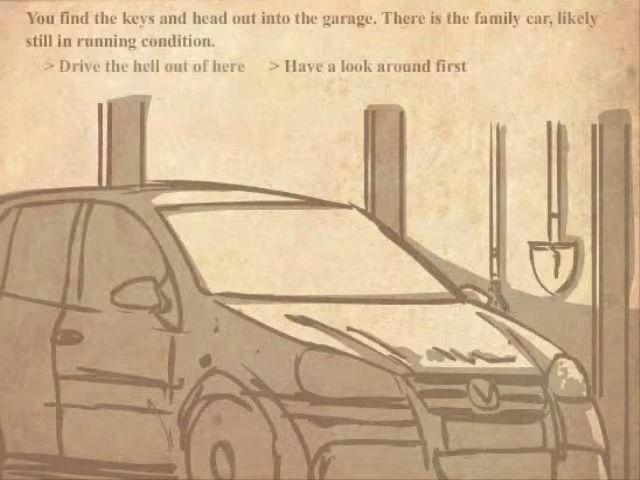 You find the keys and head out into the garage. There is the family car, likely
still in running condition.
> Drive the hell out of here > Have a look around first